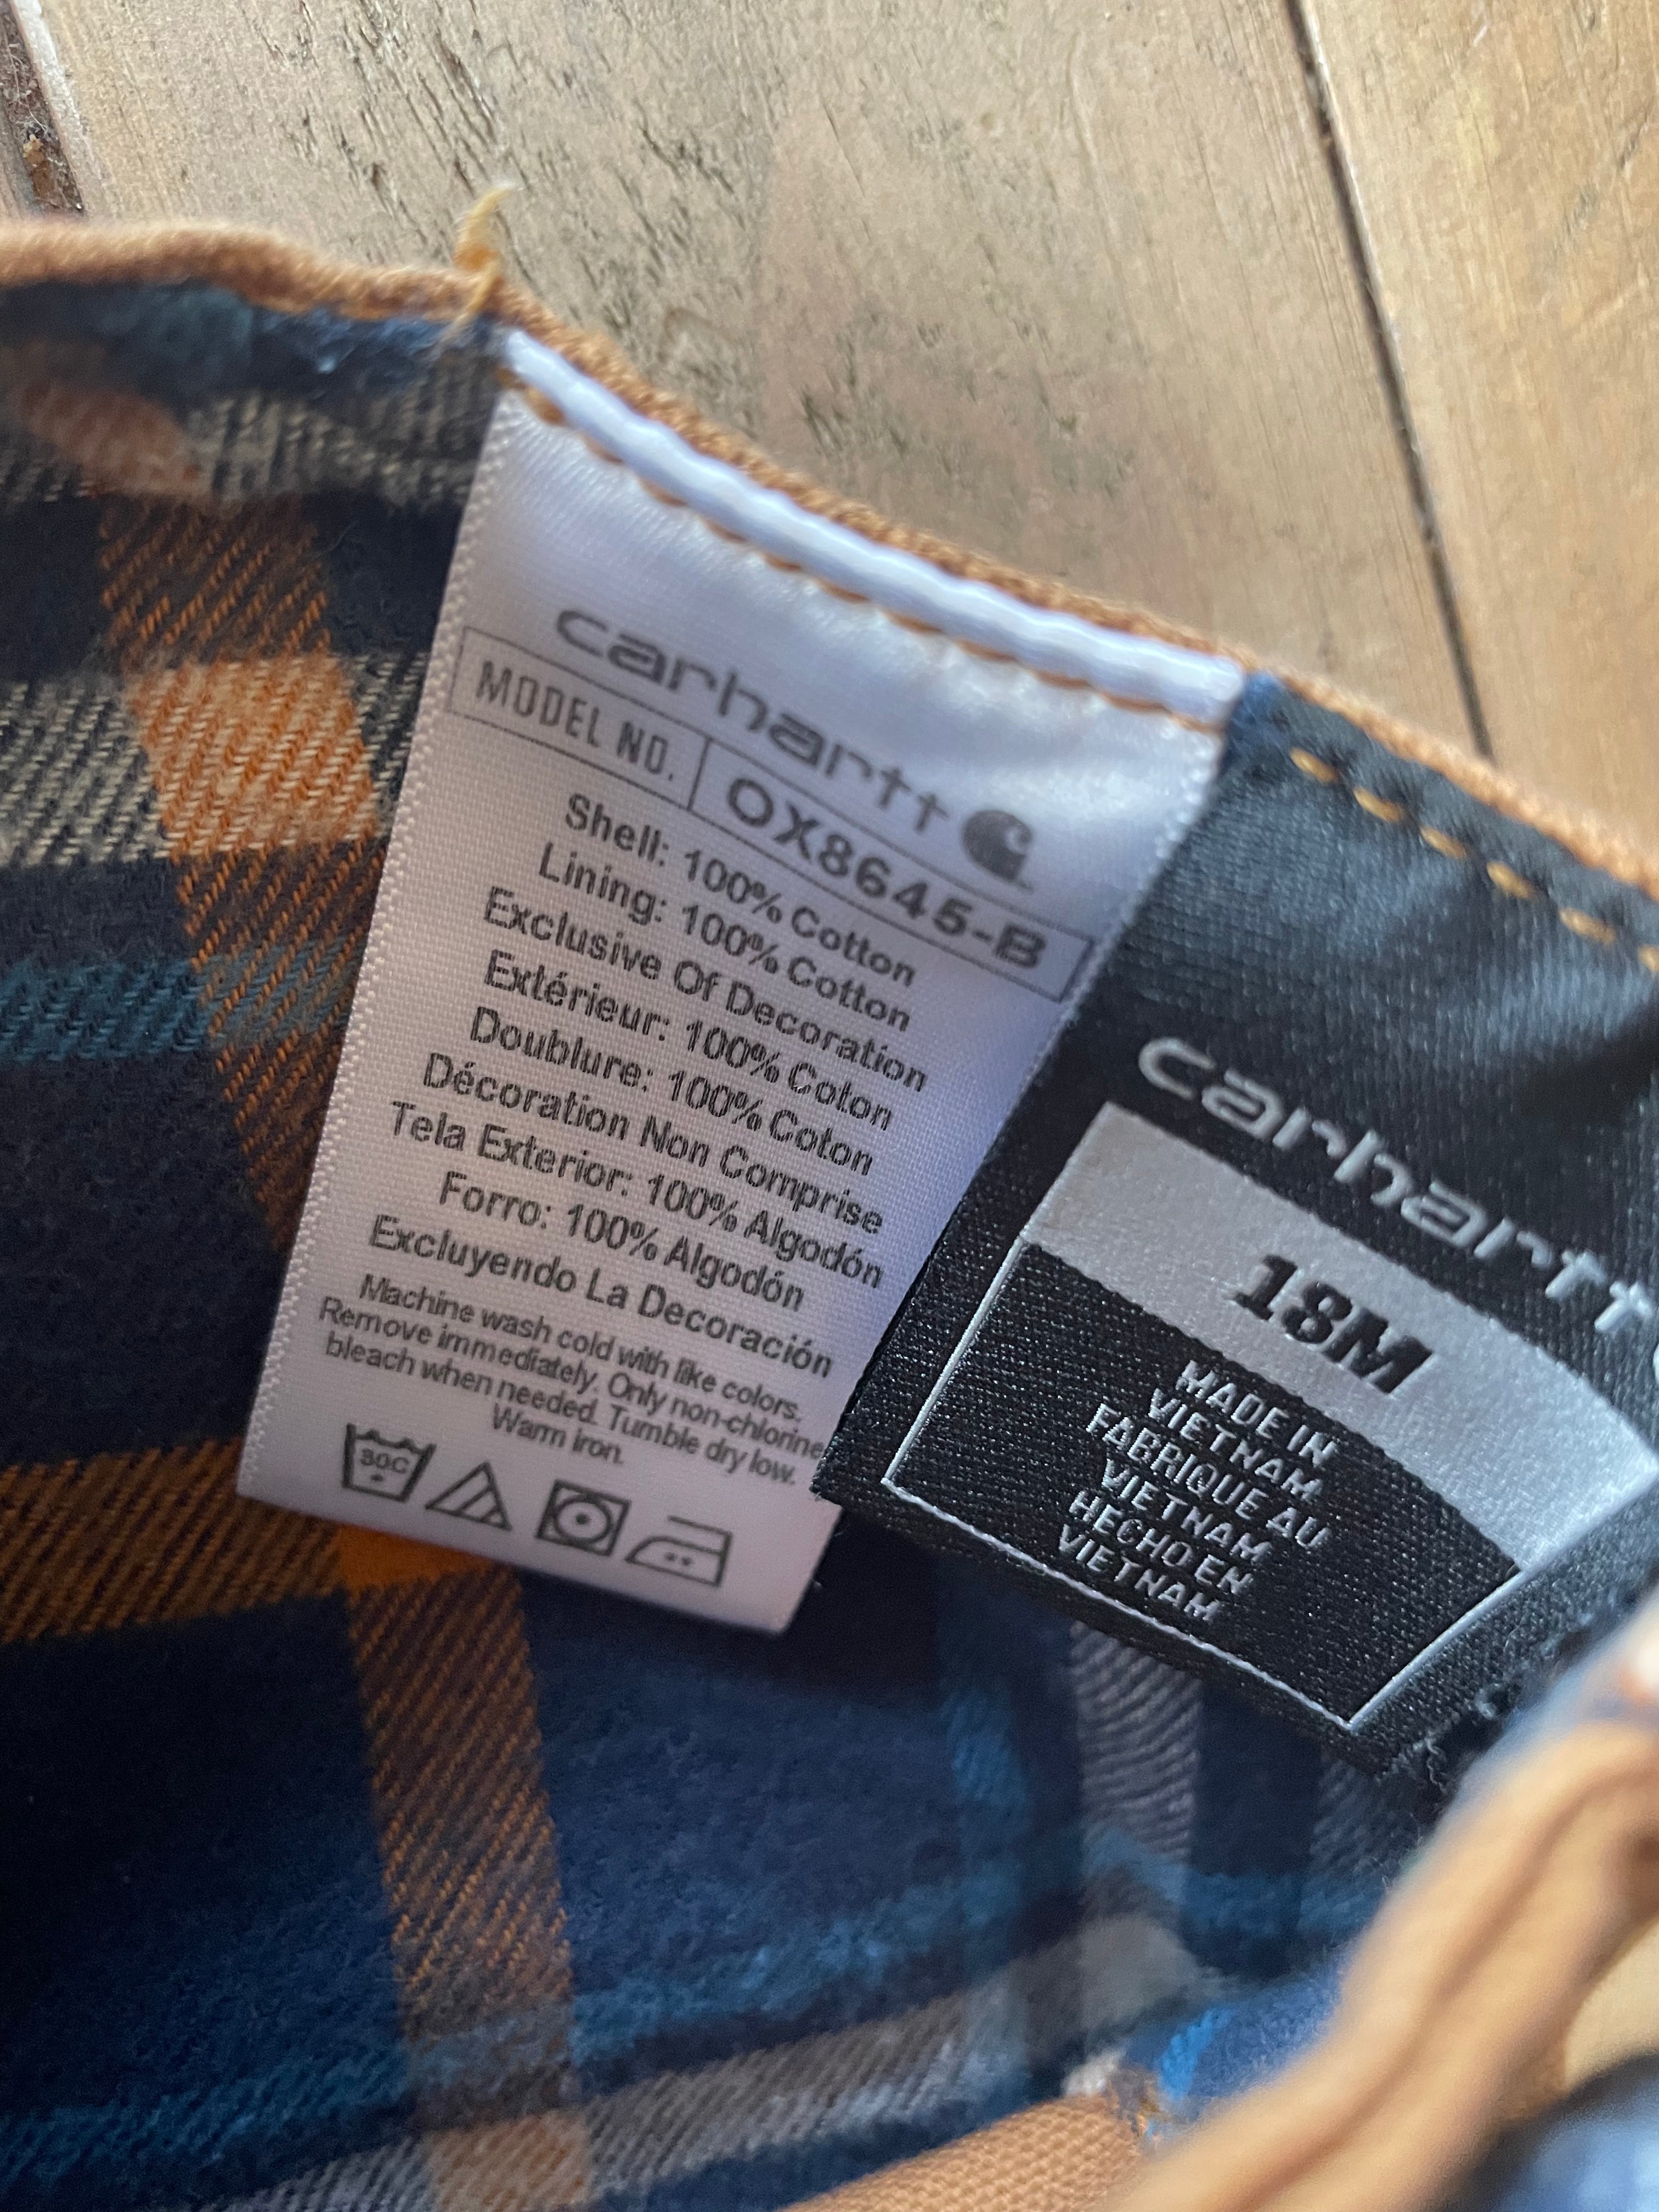 carhartt
MODEL NO. OX8645-B
Shell: 100% Cotton
Lining: 100% Cotton
Exclusive Of Decoration
Extérieur: 100% Coton
Doublure: 100% Coton
Décoration Non Comprise
Tela Exterior: 100% Algodón
Forro: 100% Algodón
Excluyendo La Decoración
Machine wash cold with like colors.
Remove immediately. Only non-chlorine
bleach when needed. Tumble dry low.
Warm iron.
30C
carhartt
18M
MADE IN
VIETNAM
FABRIQUE AU
VIETNAM
HECHO EN
VIETNAM